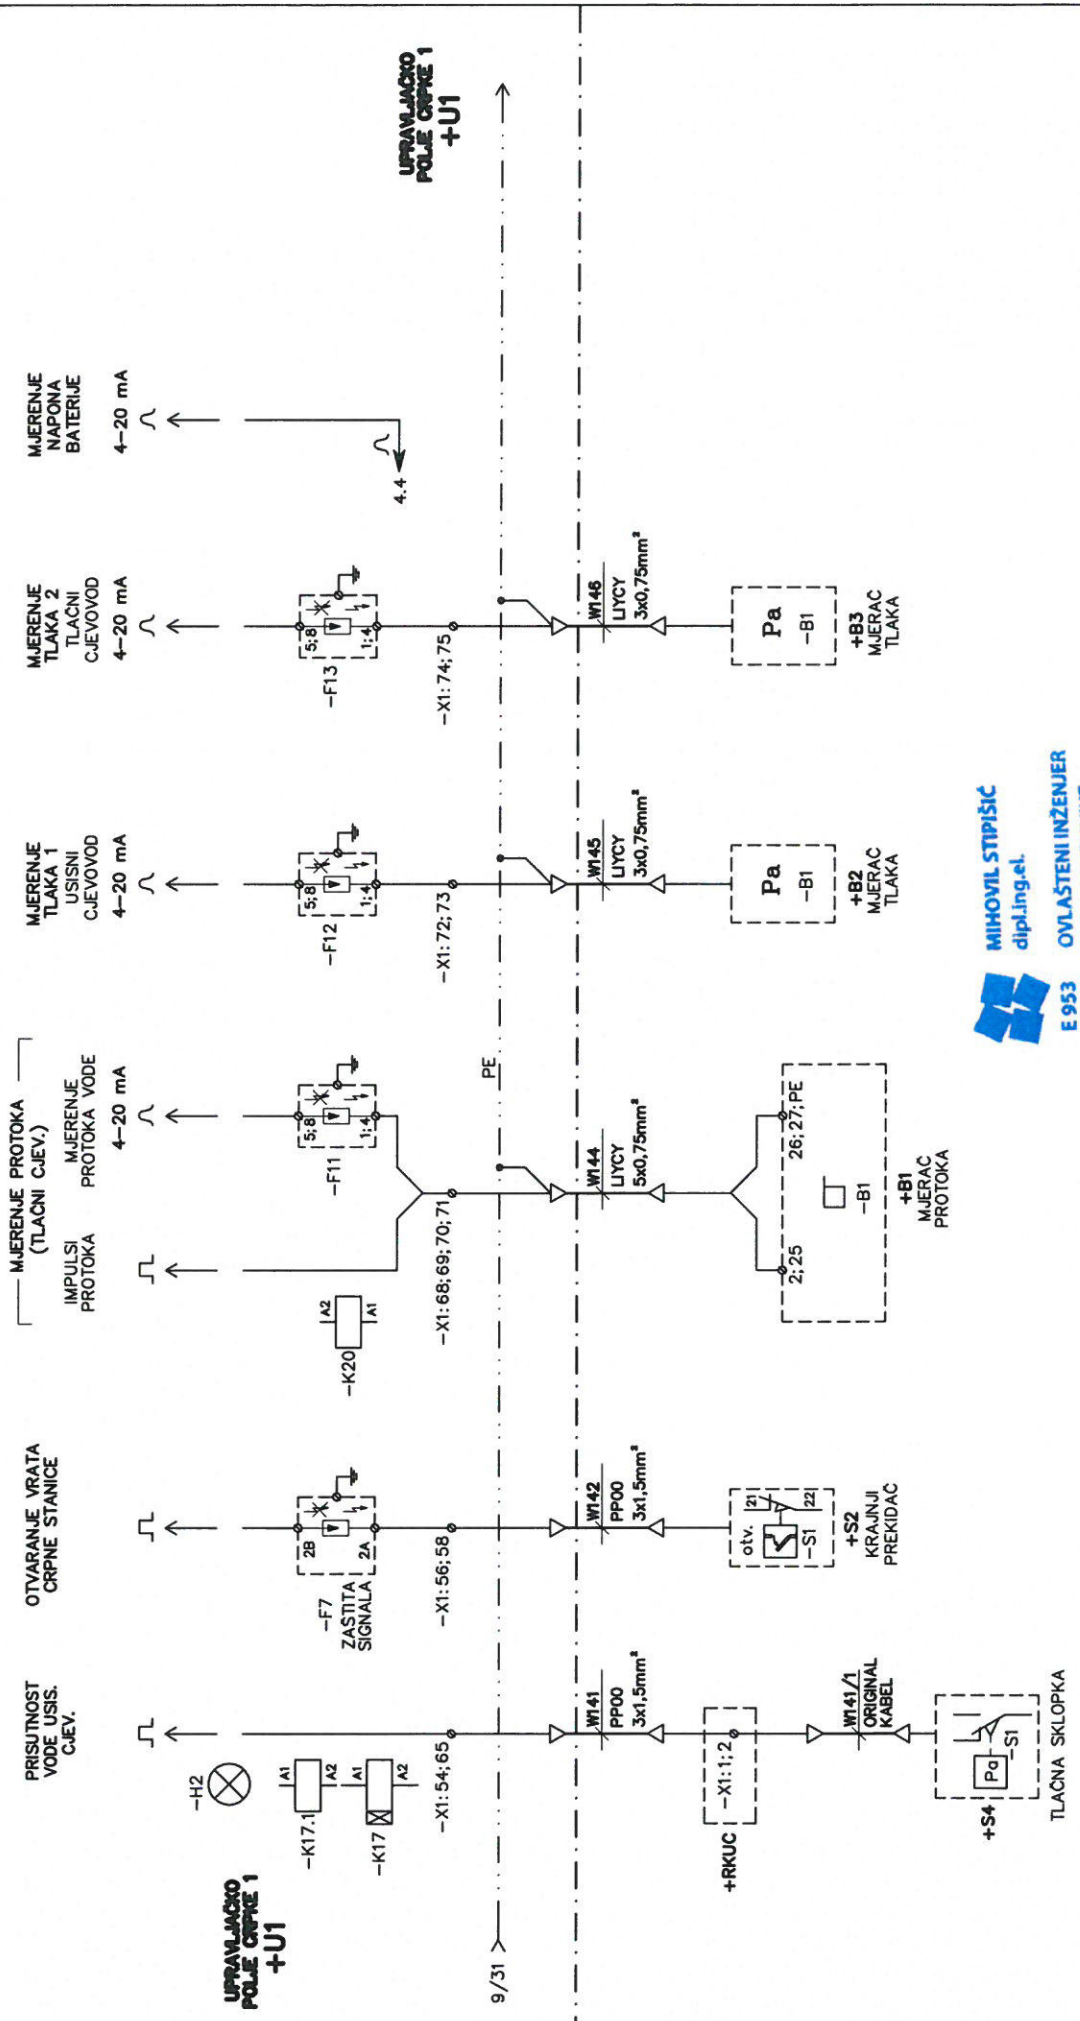 UPRAVLJAČKO
POLJE CRPKE 1
+U1
9/31
PRISUTNOST
VODE USIS.
CJEV.
-H2
-K17.1
A1
A2
-K17
A1
A2
-X1:54;65
W141
PP00
3x1,5mm²
+RKUC
-X1:1;2
W141/1
ORIGINAL
KABEL
+S4
Pa
-S1
TLAČNA SKLOPKA
OTVARANJE VRATA
CRPNE STANICE
2B
2A
-F7
ZAŠTITA
SIGNALA
-X1:56;58
W142
PP00
3x1,5mm²
otv.
21
22
-S1
+S2
KRAJNJI
PREKIDAČ
MJERENJE PROTOKA
(TLAČNI CJEV.)
IMPULSI
PROTOKA
MJERENJE
PROTOKA VODE
4-20 mA
-K20
A2
A1
5;8
1;4
-F11
-X1:68;69;70;71
PE
W144
LIYCY
5x0,75mm²
2;25
26;27;PE
-B1
+B1
MJERAČ
PROTOKA
MJERENJE
TLAKA 1
USISNI
CJEVOVOD
4-20 mA
5;8
1;4
-F12
-X1:72;73
W145
LIYCY
3x0,75mm²
Pa
-B1
+B2
MJERAČ
TLAKA
MJERENJE
TLAKA 2
TLAČNI
CJEVOVOD
4-20 mA
5;8
1;4
-F13
-X1:74;75
W146
LIYCY
3x0,75mm²
Pa
-B1
+B3
MJERAČ
TLAKA
MJERENJE
NAPONA
BATERIJE
4-20 mA
4.4
UPRAVLJAČKO
POLJE CRPKE 1
+U1
MIHOVIL STIPIŠIĆ
dipl.ing.el.
E 953 OVLAŠTENI INŽENJER